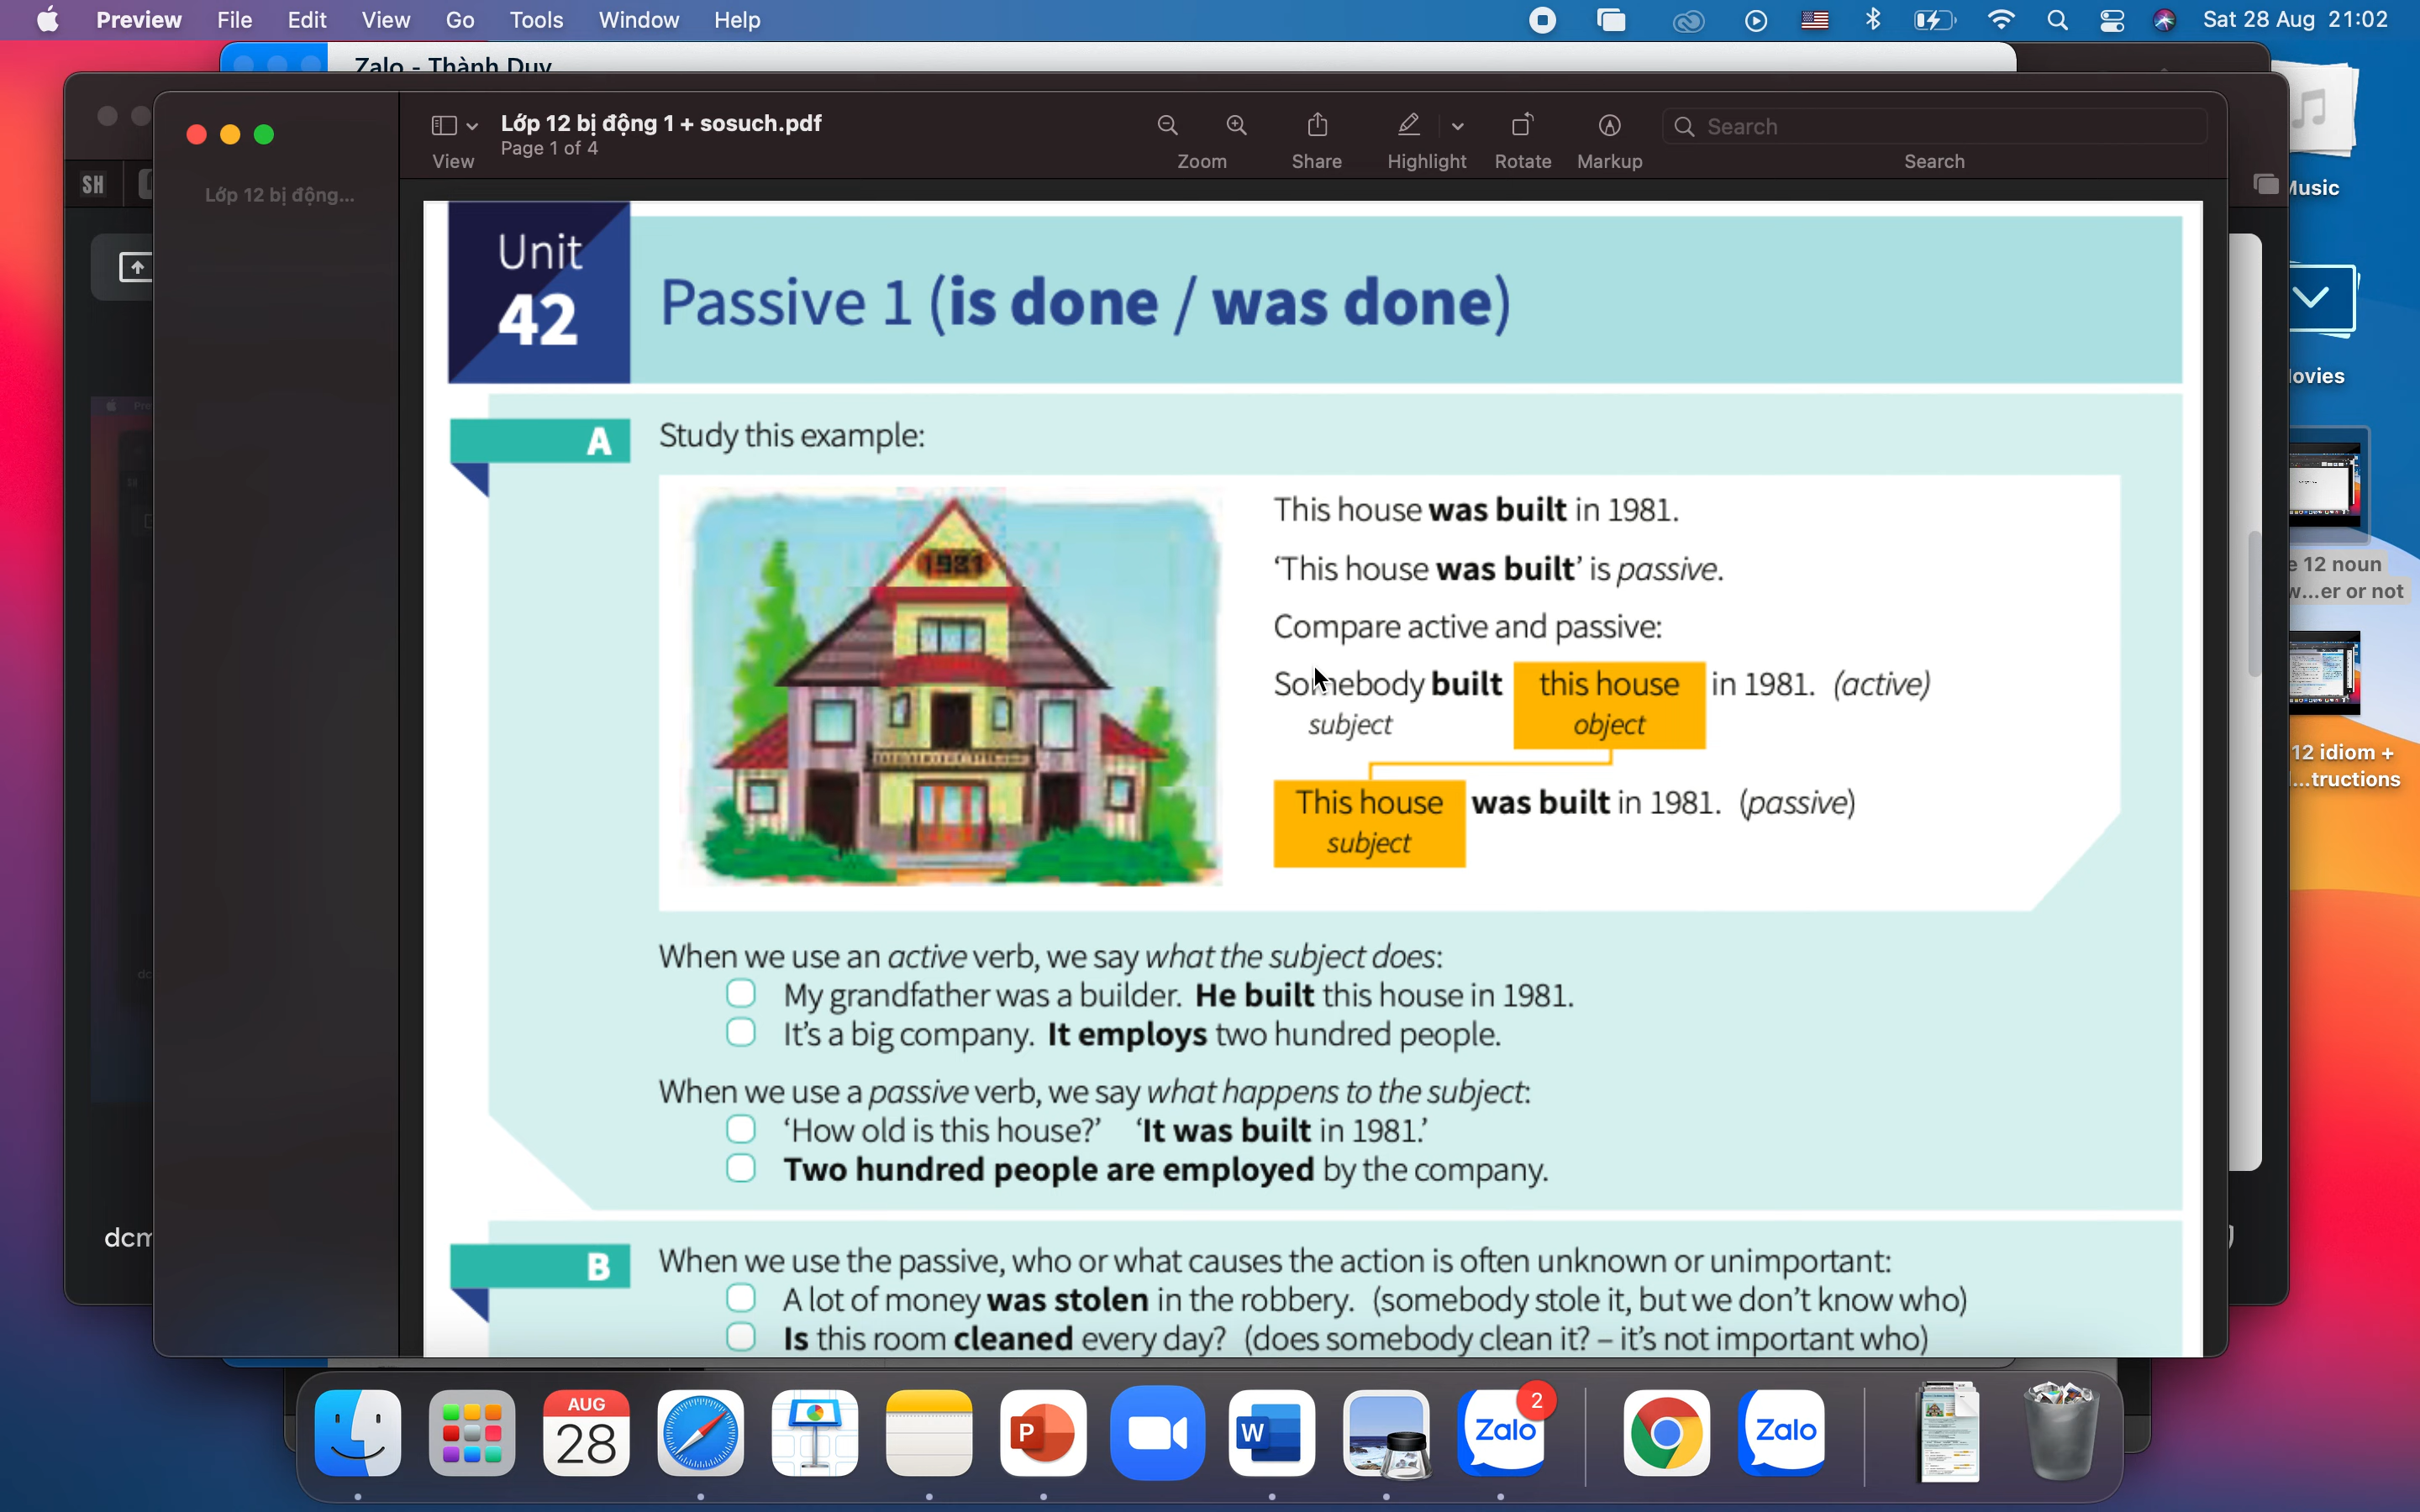 Preview File Edit View Go Tools Window Help Sat 28 Aug 21:02
Zalo - Thành Duy
Lớp 12 bị động 1 + sosuch.pdf
Page 1 of 4
View Zoom Share Highlight Rotate Markup Search
Search
SH
Lớp 12 bị động...
Unit
42
Passive 1 (is done / was done)
A
Study this example:
1981
This house was built in 1981.
‘This house was built’ is passive.
Compare active and passive:
Somebody built this house in 1981. (active)
subject object
This house was built in 1981. (passive)
subject
When we use an active verb, we say what the subject does:
My grandfather was a builder. He built this house in 1981.
It’s a big company. It employs two hundred people.
When we use a passive verb, we say what happens to the subject:
‘How old is this house?’ ‘It was built in 1981.’
Two hundred people are employed by the company.
B
When we use the passive, who or what causes the action is often unknown or unimportant:
A lot of money was stolen in the robbery. (somebody stole it, but we don’t know who)
Is this room cleaned every day? (does somebody clean it? – it’s not important who)
dcm
12 noun
...er or not
12 idiom +
...tructions
AUG
28
P
W
Zalo
2
Zalo